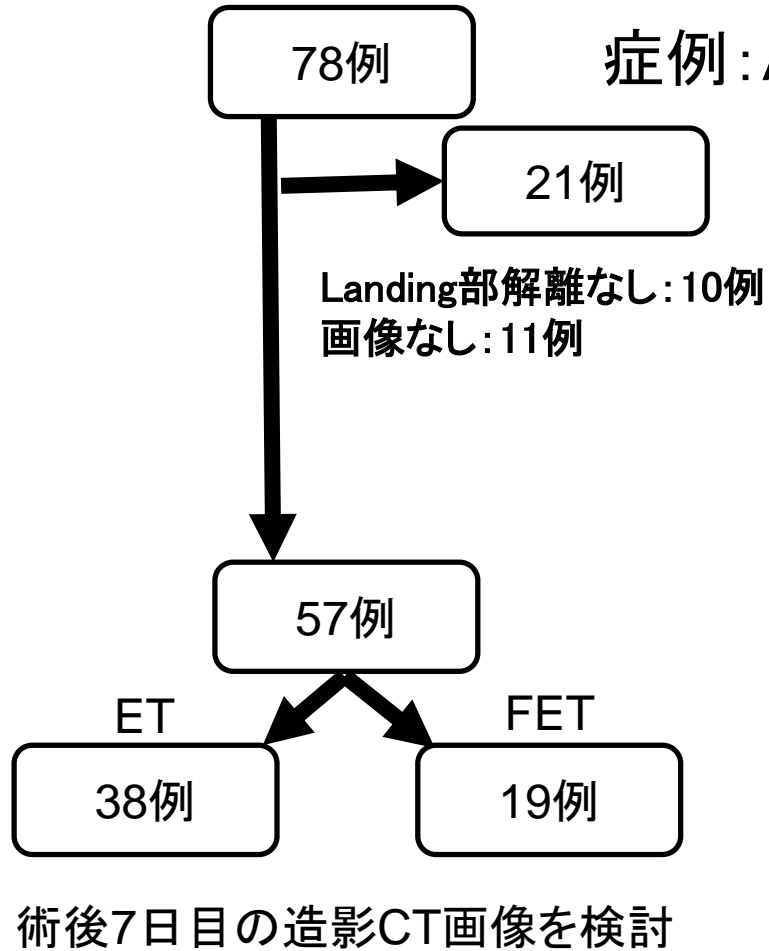 78例
症例：
21例
Landing部解離なし：10例
画像なし：11例
57例
ET
FET
38例
19例
術後7日目の造影CT画像を検討